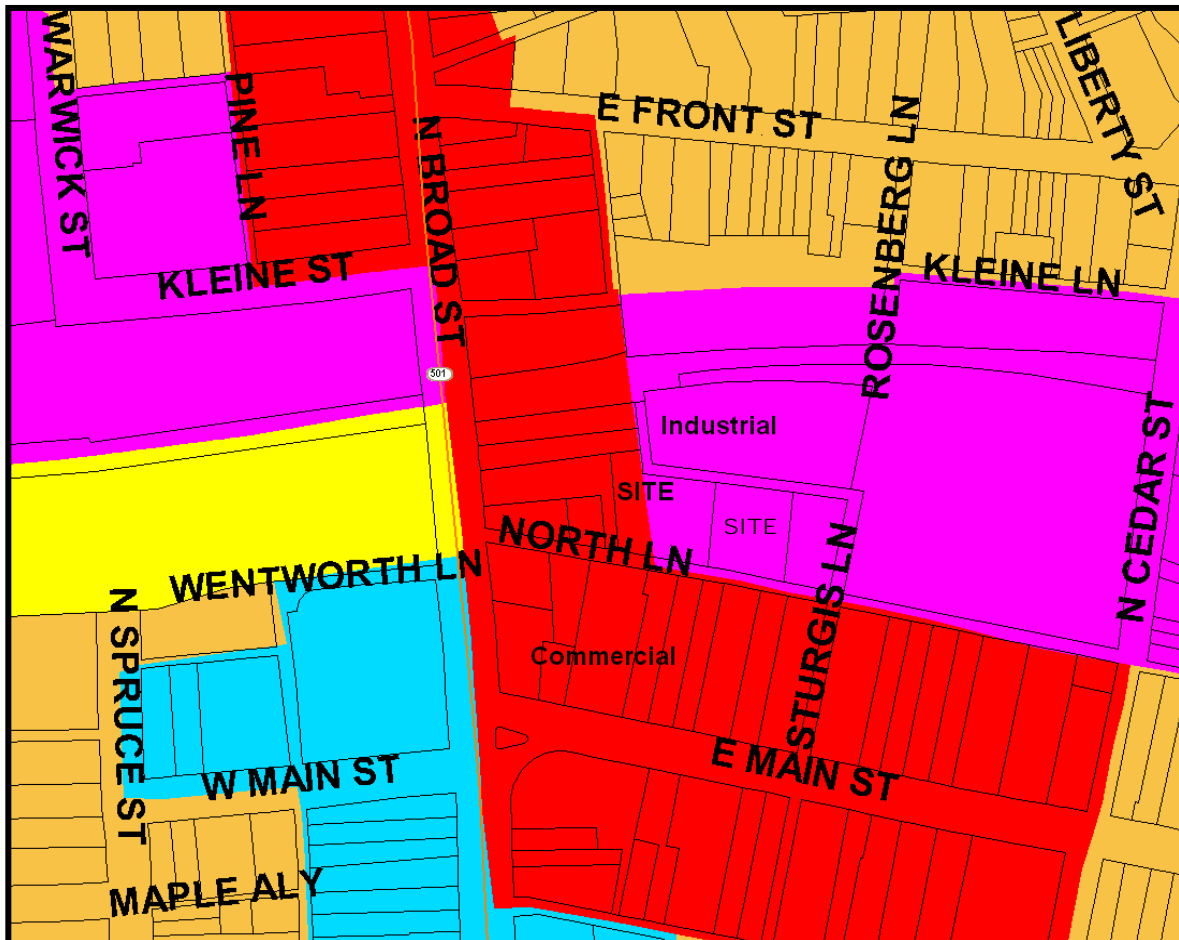 WARWICK ST
PINE LN
N BROAD ST
E FRONT ST
ROSENBERG LN
LIBERTY ST
KLEINE ST
KLEINE LN
501
Industrial
SITE
SITE
NORTH LN
N CEDAR ST
WENTWORTH LN
N SPRUCE ST
Commercial
STURGIS LN
W MAIN ST
E MAIN ST
MAPLE ALY